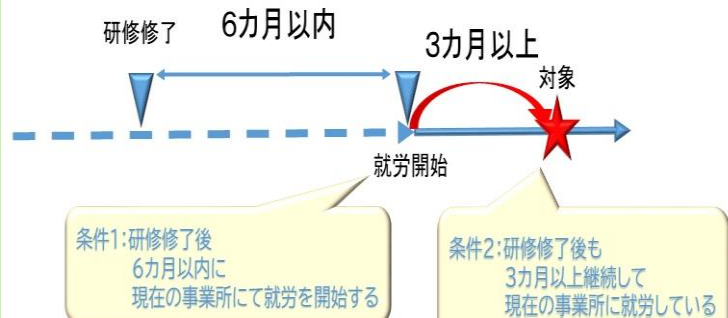 研修修了
6カ月以内
3カ月以上
対象
就労開始
条件1:研修修了後
6カ月以内に
現在の事業所にて就労を開始する
条件2:研修修了後も
3カ月以上継続して
現在の事業所に就労している